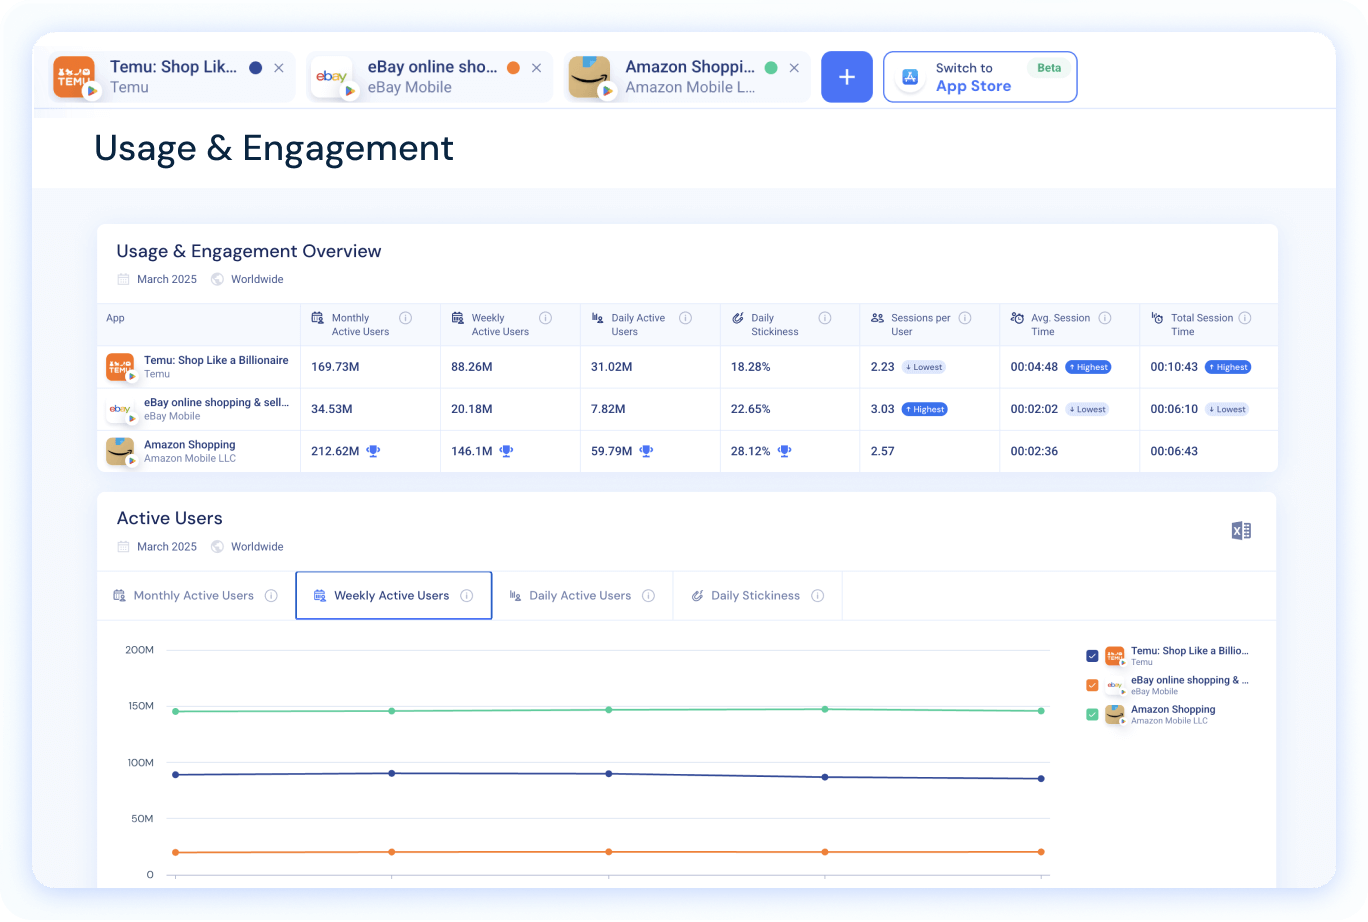 Temu: Shop Lik...
Temu
eBay online sho...
eBay Mobile
Amazon Shoppi...
Amazon Mobile L...
+
Switch to
App Store
Beta
Usage & Engagement
Usage & Engagement Overview
March 2025 Worldwide
App
Monthly
Active Users
Weekly
Active Users
Daily Active
Users
Daily
Stickiness
Sessions per
User
Avg. Session
Time
Total Session
Time
TEMU
Temu: Shop Like a Billionaire
Temu
169.73M 88.26M 31.02M 18.28% 2.23 ↓ Lowest 00:04:48 ↑ Highest 00:10:43 ↑ Highest
ebay
eBay online shopping & sell...
eBay Mobile
34.53M 20.18M 7.82M 22.65% 3.03 ↑ Highest 00:02:02 ↓ Lowest 00:06:10 ↓ Lowest
Amazon Shopping
Amazon Mobile LLC
212.62M 146.1M 59.79M 28.12% 2.57 00:02:36 00:06:43
Active Users
March 2025 Worldwide
Monthly Active Users
Weekly Active Users
Daily Active Users
Daily Stickiness
200M
150M
100M
50M
0
Temu: Shop Like a Billio...
Temu
eBay online shopping & ...
eBay Mobile
Amazon Shopping
Amazon Mobile LLC